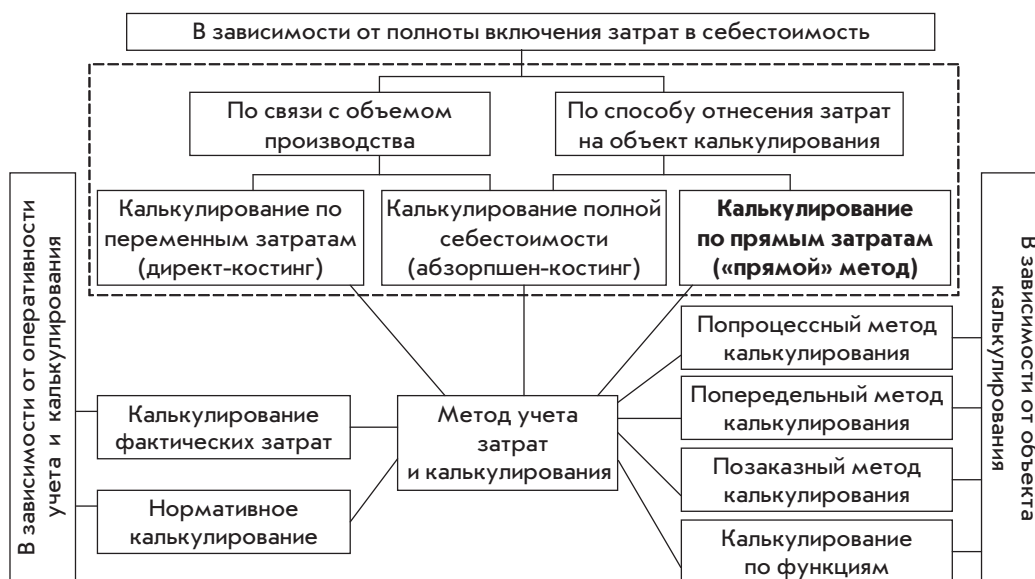 В зависимости от полноты включения затрат в себестоимость
По связи с объемом
производства
По способу отнесения затрат
на объект калькулирования
В зависимости от оперативности
учета и калькулирования
Калькулирование по
переменным затратам
(директ-костинг)
Калькулирование полной
себестоимости
(абзорпшен-костинг)
Калькулирование
по прямым затратам
(«прямой» метод)
В зависимости от объекта
калькулирования
Калькулирование
фактических затрат
Нормативное
калькулирование
Метод учета
затрат
и калькулирования
Попроцессный метод
калькулирования
Попередельный метод
калькулирования
Позаказный метод
калькулирования
Калькулирование
по функциям